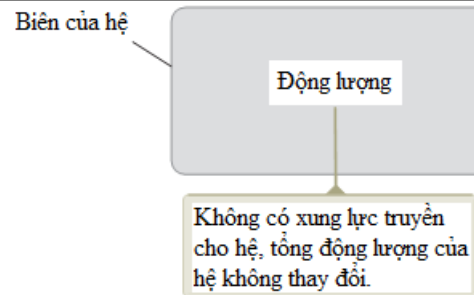 Biên của hệ
Động lượng
Không có xung lực truyền
cho hệ, tổng động lượng của
hệ không thay đổi.